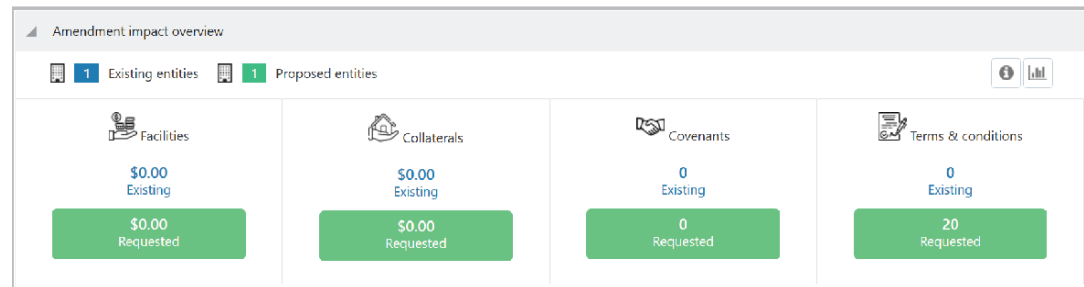 Amendment impact overview
1 Existing entities 1 Proposed entities
Facilities
$0.00
Existing
$0.00
Requested
Collaterals
$0.00
Existing
$0.00
Requested
Covenants
0
Existing
0
Requested
Terms & conditions
0
Existing
20
Requested